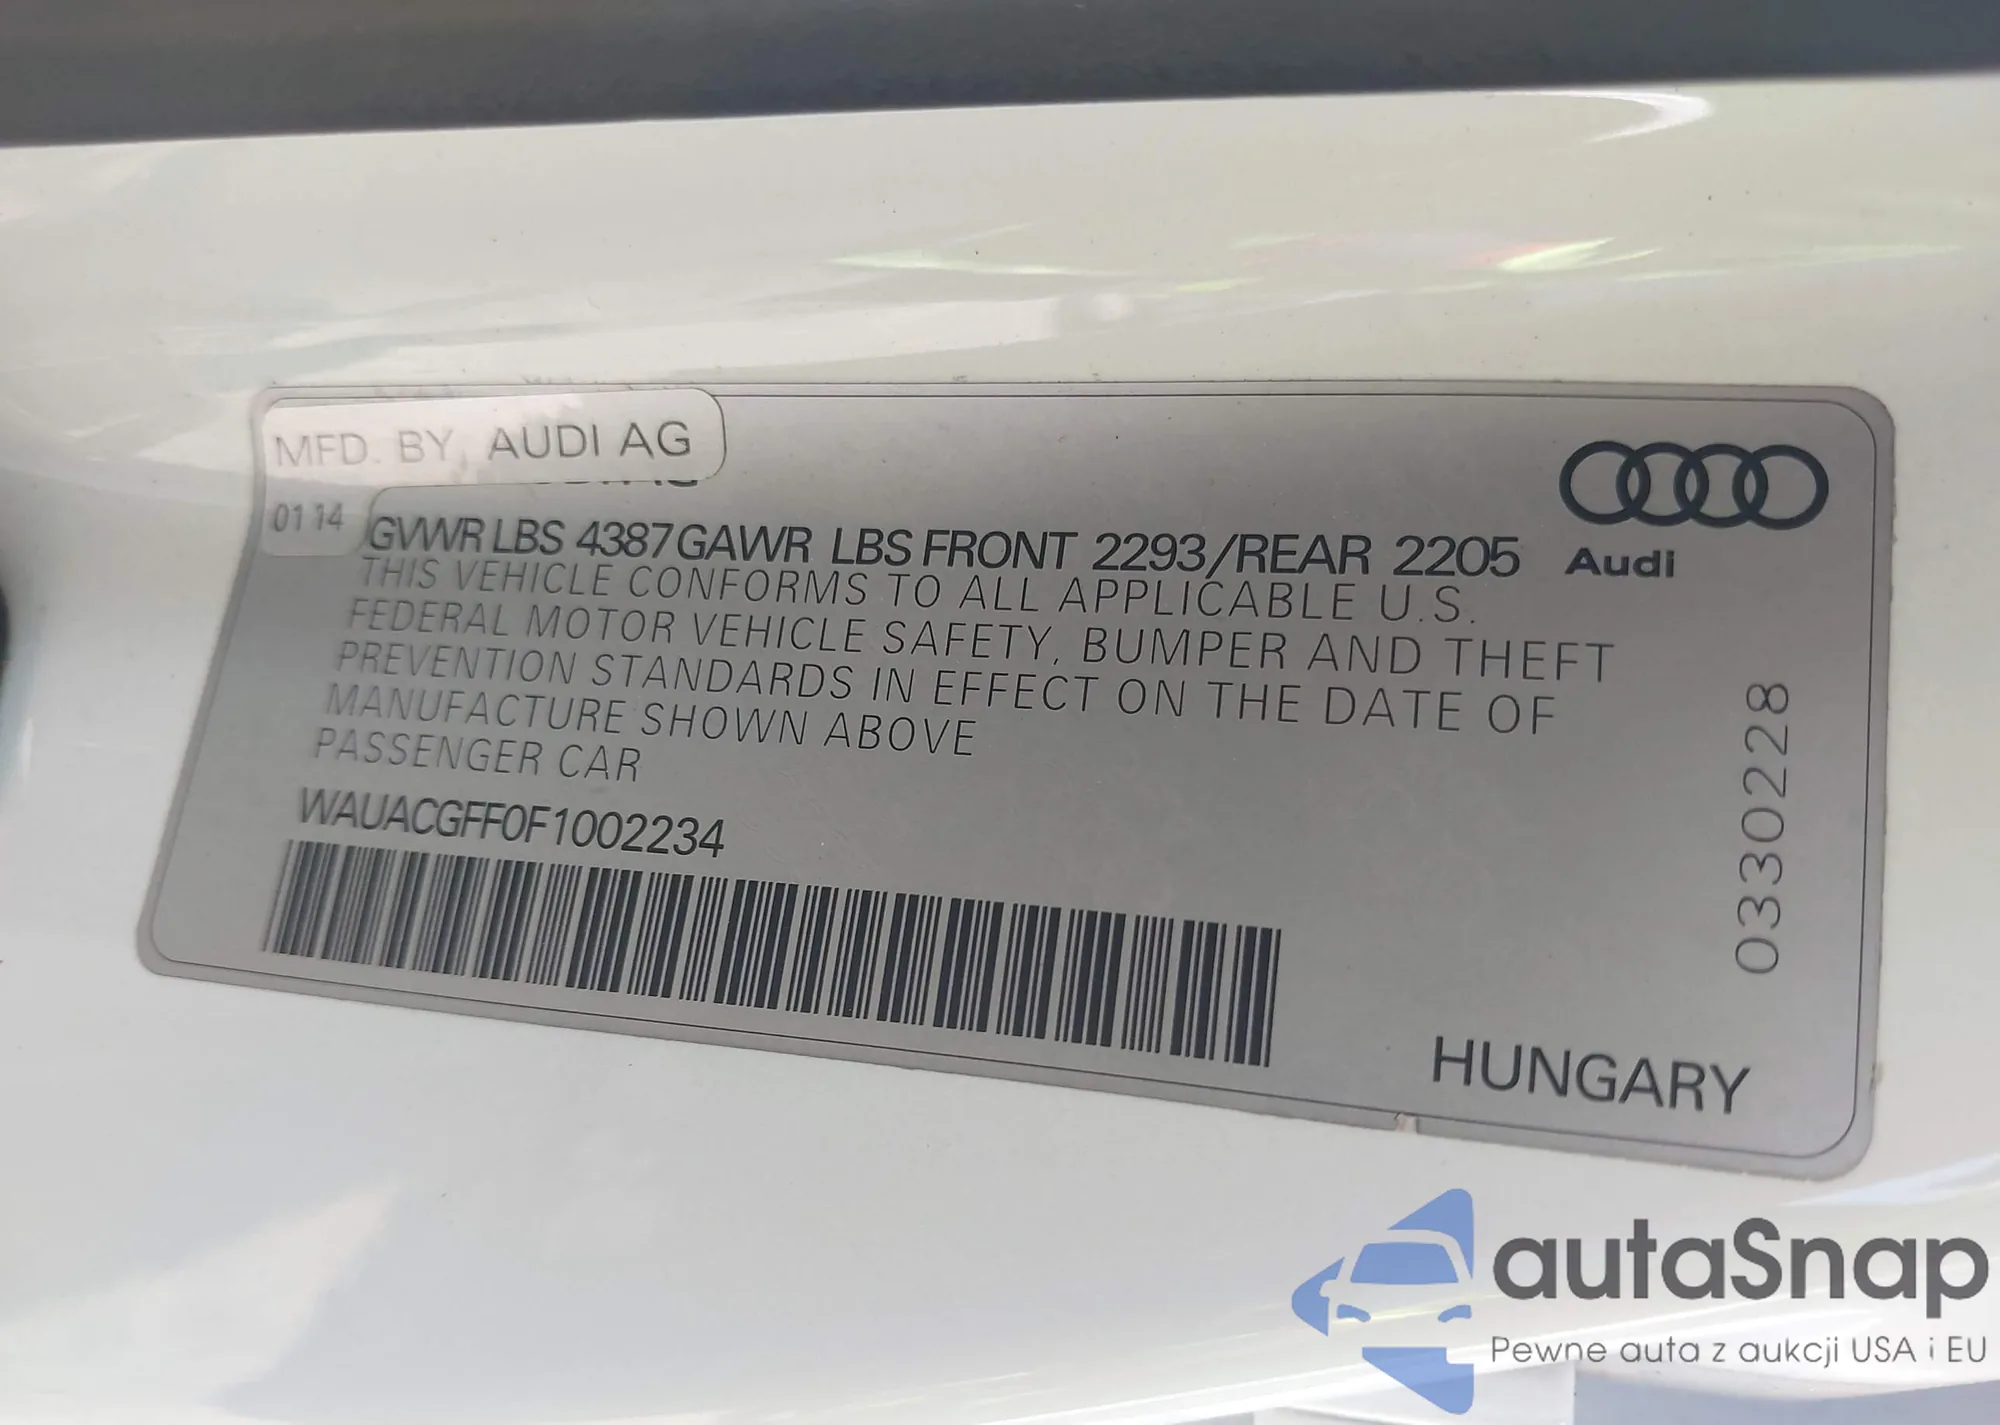 MFD. BY AUDI AG
01 14
GVWR LBS 4387 GAWR LBS FRONT 2293/REAR 2205
THIS VEHICLE CONFORMS TO ALL APPLICABLE U.S.
FEDERAL MOTOR VEHICLE SAFETY, BUMPER AND THEFT
PREVENTION STANDARDS IN EFFECT ON THE DATE OF
MANUFACTURE SHOWN ABOVE
PASSENGER CAR
WAUACGFF0F1002234
Audi
0330228
HUNGARY
autaSnap
Pewne auta z aukcji USA i EU